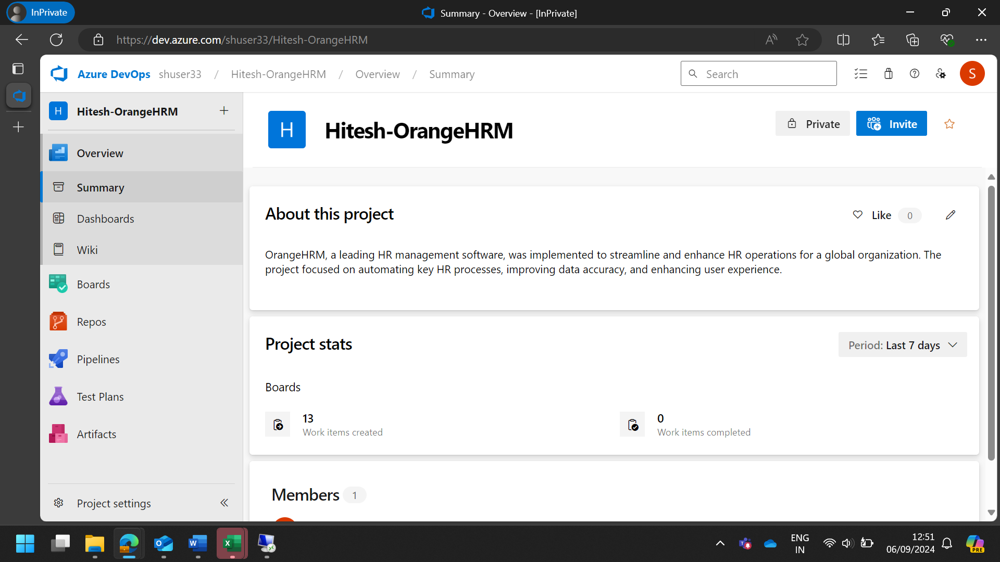 InPrivate
Summary - Overview - [InPrivate]
https://dev.azure.com/shuser33/Hitesh-OrangeHRM
Azure DevOps shuser33 / Hitesh-OrangeHRM / Overview / Summary
Search
S
H Hitesh-OrangeHRM
Overview
Summary
Dashboards
Wiki
Boards
Repos
Pipelines
Test Plans
Artifacts
Project settings
H Hitesh-OrangeHRM
Private
Invite
About this project
Like 0
OrangeHRM, a leading HR management software, was implemented to streamline and enhance HR operations for a global organization. The
project focused on automating key HR processes, improving data accuracy, and enhancing user experience.
Project stats
Period: Last 7 days
Boards
13
Work items created
0
Work items completed
Members 1
ENG
IN
12:51
06/09/2024
PRE